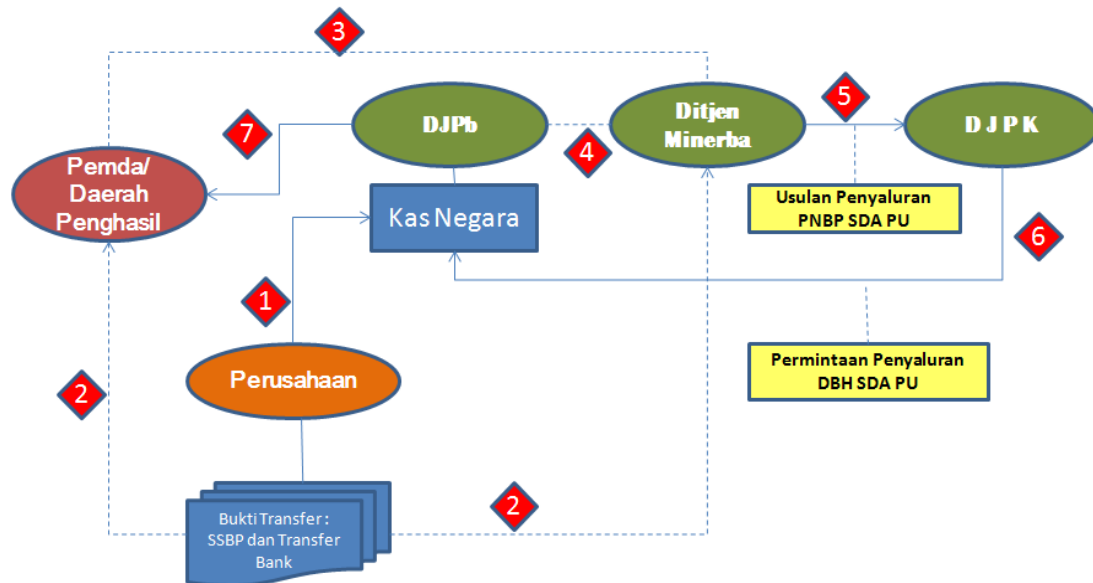 3
DJPb
Ditjen
Minerba
5
D J P K
7
4
Pemda/
Daerah
Penghasil
Kas Negara
Usulan Penyaluran
PNBP SDA PU
6
1
Perusahaan
Permintaan Penyaluran
DBH SDA PU
2
Bukti Transfer :
SSBP dan Transfer
Bank
2